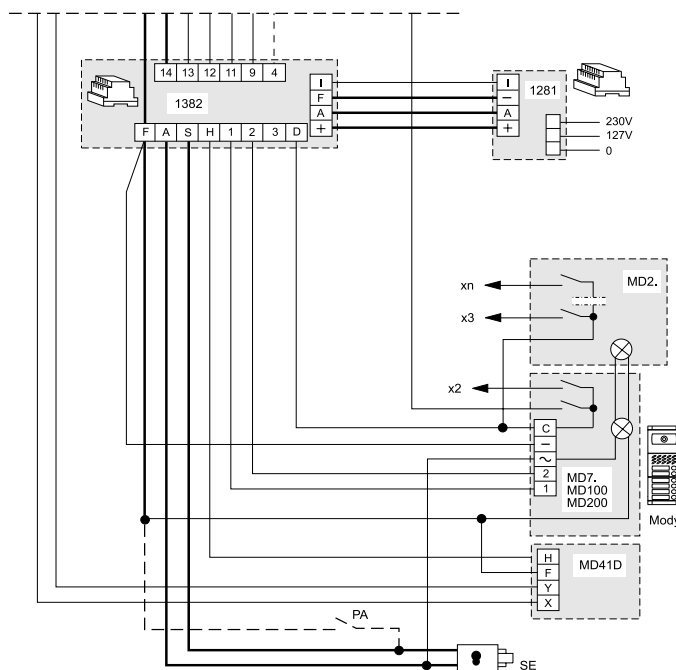 14 13 12 11 9 4
1382
I
F
A
+
I
–
A
+
1281
230V
127V
0
F A S H 1 2 3 D
MD2.
xn
x3
x2
C
–
~
2
1
MD7.
MD100
MD200
Mody
H
F
Y
X
MD41D
PA
SE